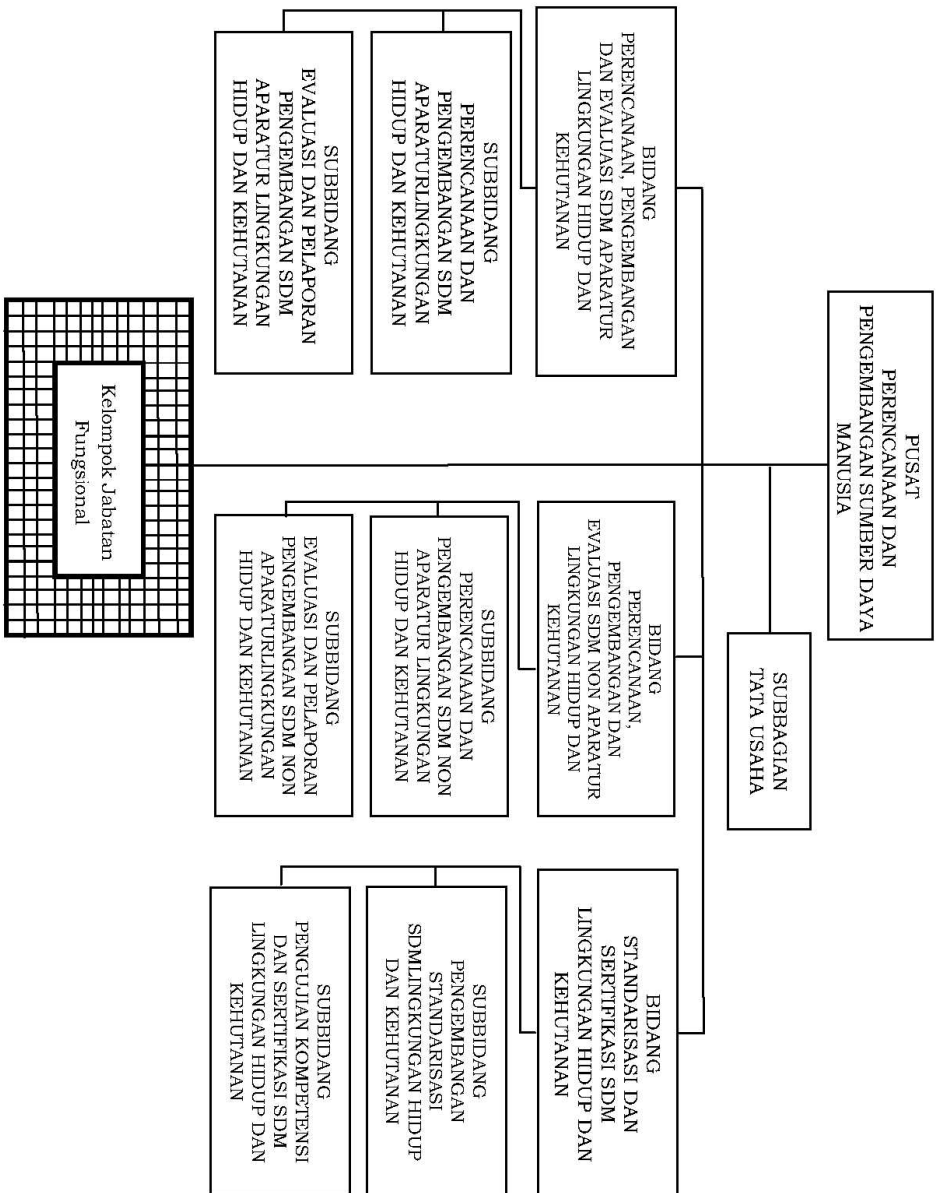 PUSAT
PERENCANAAN DAN
PENGEMBANGAN SUMBER DAYA
MANUSIA
SUBBAGIAN
TATA USAHA
BIDANG
PERENCANAAN, PENGEMBANGAN
DAN EVALUASI SDM APARATUR
LINGKUNGAN HIDUP DAN
KEHUTANAN
BIDANG
PERENCANAAN,
PENGEMBANGAN DAN
EVALUASI SDM NON APARATUR
LINGKUNGAN HIDUP DAN
KEHUTANAN
BIDANG
STANDARISASI DAN
SERTIFIKASI SDM
LINGKUNGAN HIDUP DAN
KEHUTANAN
SUBBIDANG
PERENCANAAN DAN
PENGEMBANGAN SDM
APARATURLINGKUNGAN
HIDUP DAN KEHUTANAN
SUBBIDANG
PERENCANAAN DAN
PENGEMBANGAN SDM NON
APARATUR LINGKUNGAN
HIDUP DAN KEHUTANAN
SUBBIDANG
PENGEMBANGAN
STANDARISASI
SDMLINGKUNGAN HIDUP
DAN KEHUTANAN
SUBBIDANG
EVALUASI DAN PELAPORAN
PENGEMBANGAN SDM
APARATUR LINGKUNGAN
HIDUP DAN KEHUTANAN
SUBBIDANG
EVALUASI DAN PELAPORAN
PENGEMBANGAN SDM NON
APARATURLINGKUNGAN
HIDUP DAN KEHUTANAN
SUBBIDANG
PENGUJIAN KOMPETENSI
DAN SERTIFIKASI SDM
LINGKUNGAN HIDUP DAN
KEHUTANAN
Kelompok Jabatan
Fungsional